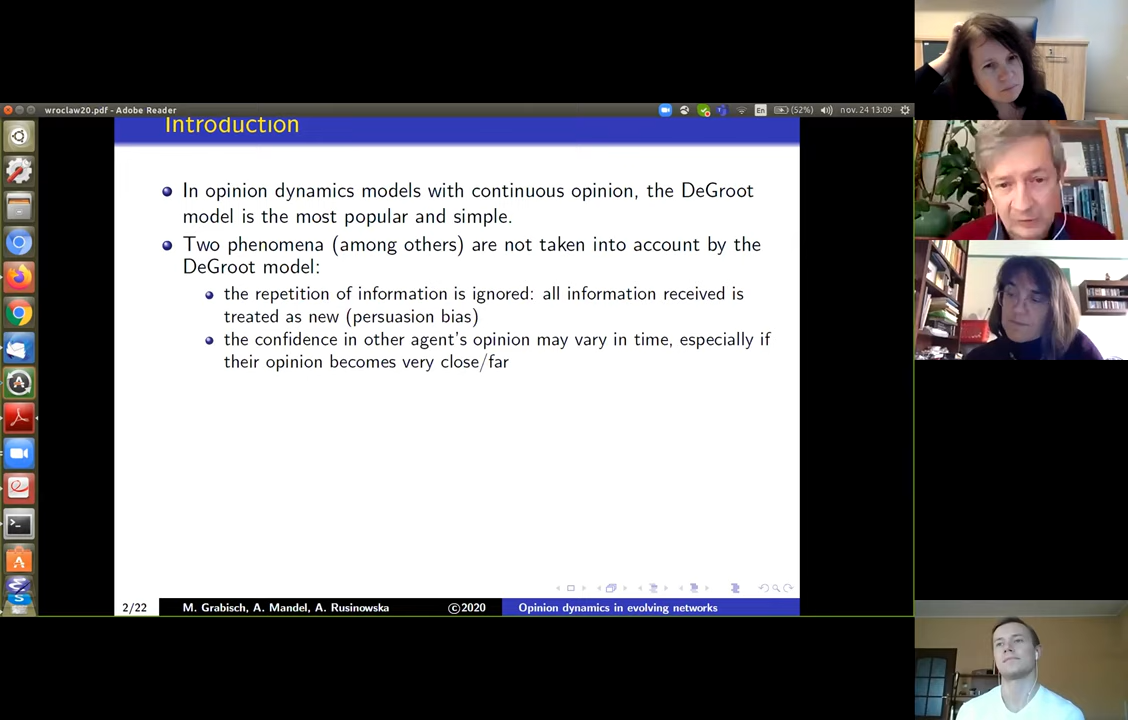 wroclaw20.pdf - Adobe Reader
En
(52%)
nov. 24 13:09
Introduction
In opinion dynamics models with continuous opinion, the DeGroot
model is the most popular and simple.
Two phenomena (among others) are not taken into account by the
DeGroot model:
the repetition of information is ignored: all information received is
treated as new (persuasion bias)
the confidence in other agent's opinion may vary in time, especially if
their opinion becomes very close/far
2/22
M. Grabisch, A. Mandel, A. Rusinowska
©2020
Opinion dynamics in evolving networks